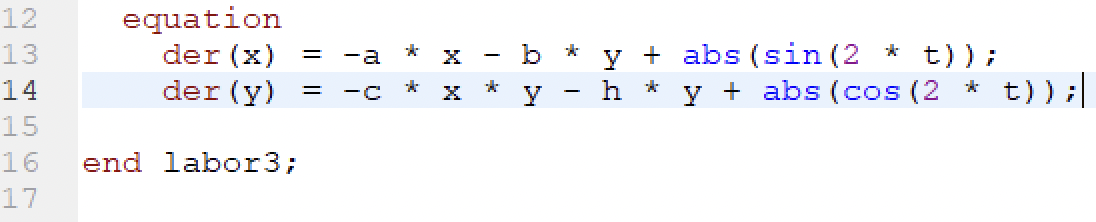 12 equation
13 der(x) = -a * x - b * y + abs(sin(2 * t));
14 der(y) = -c * x * y - h * y + abs(cos(2 * t));
15
16 end labor3;
17